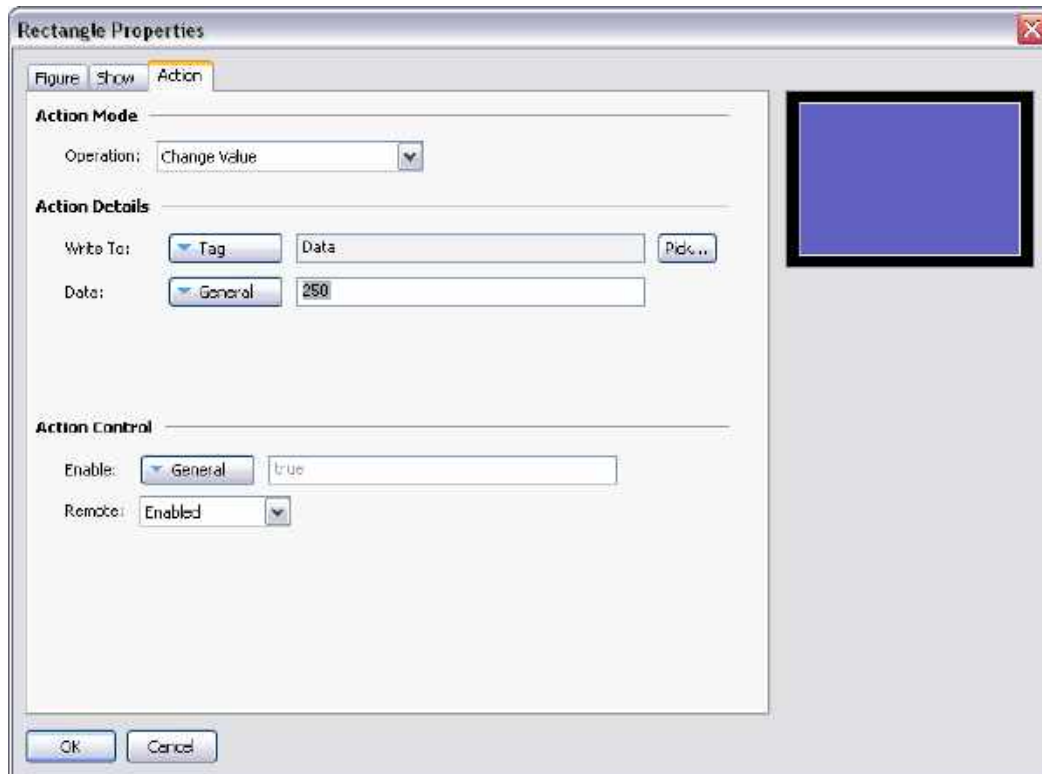 Rectangle Properties
Figure Show Action
Action Mode
Operation: Change Value
Action Details
Write To: Tag Data Pick...
Data: General 250
Action Control
Enable: General true
Remote: Enabled
OK Cancel